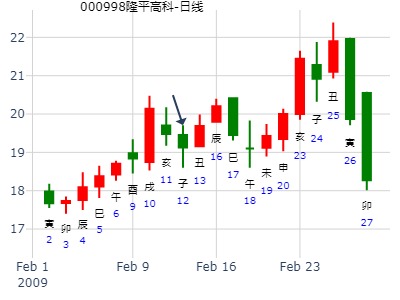 000998隆平高科-日线
22
21
20
19
18
17
寅
2
卯
3
辰
4
巳
5
午
6
酉
9
戌
10
亥
11
子
12
丑
13
辰
16
巳
17
午
18
未
19
申
20
亥
23
子
24
丑
25
寅
26
卯
27
Feb 1
2009
Feb 9
Feb 16
Feb 23